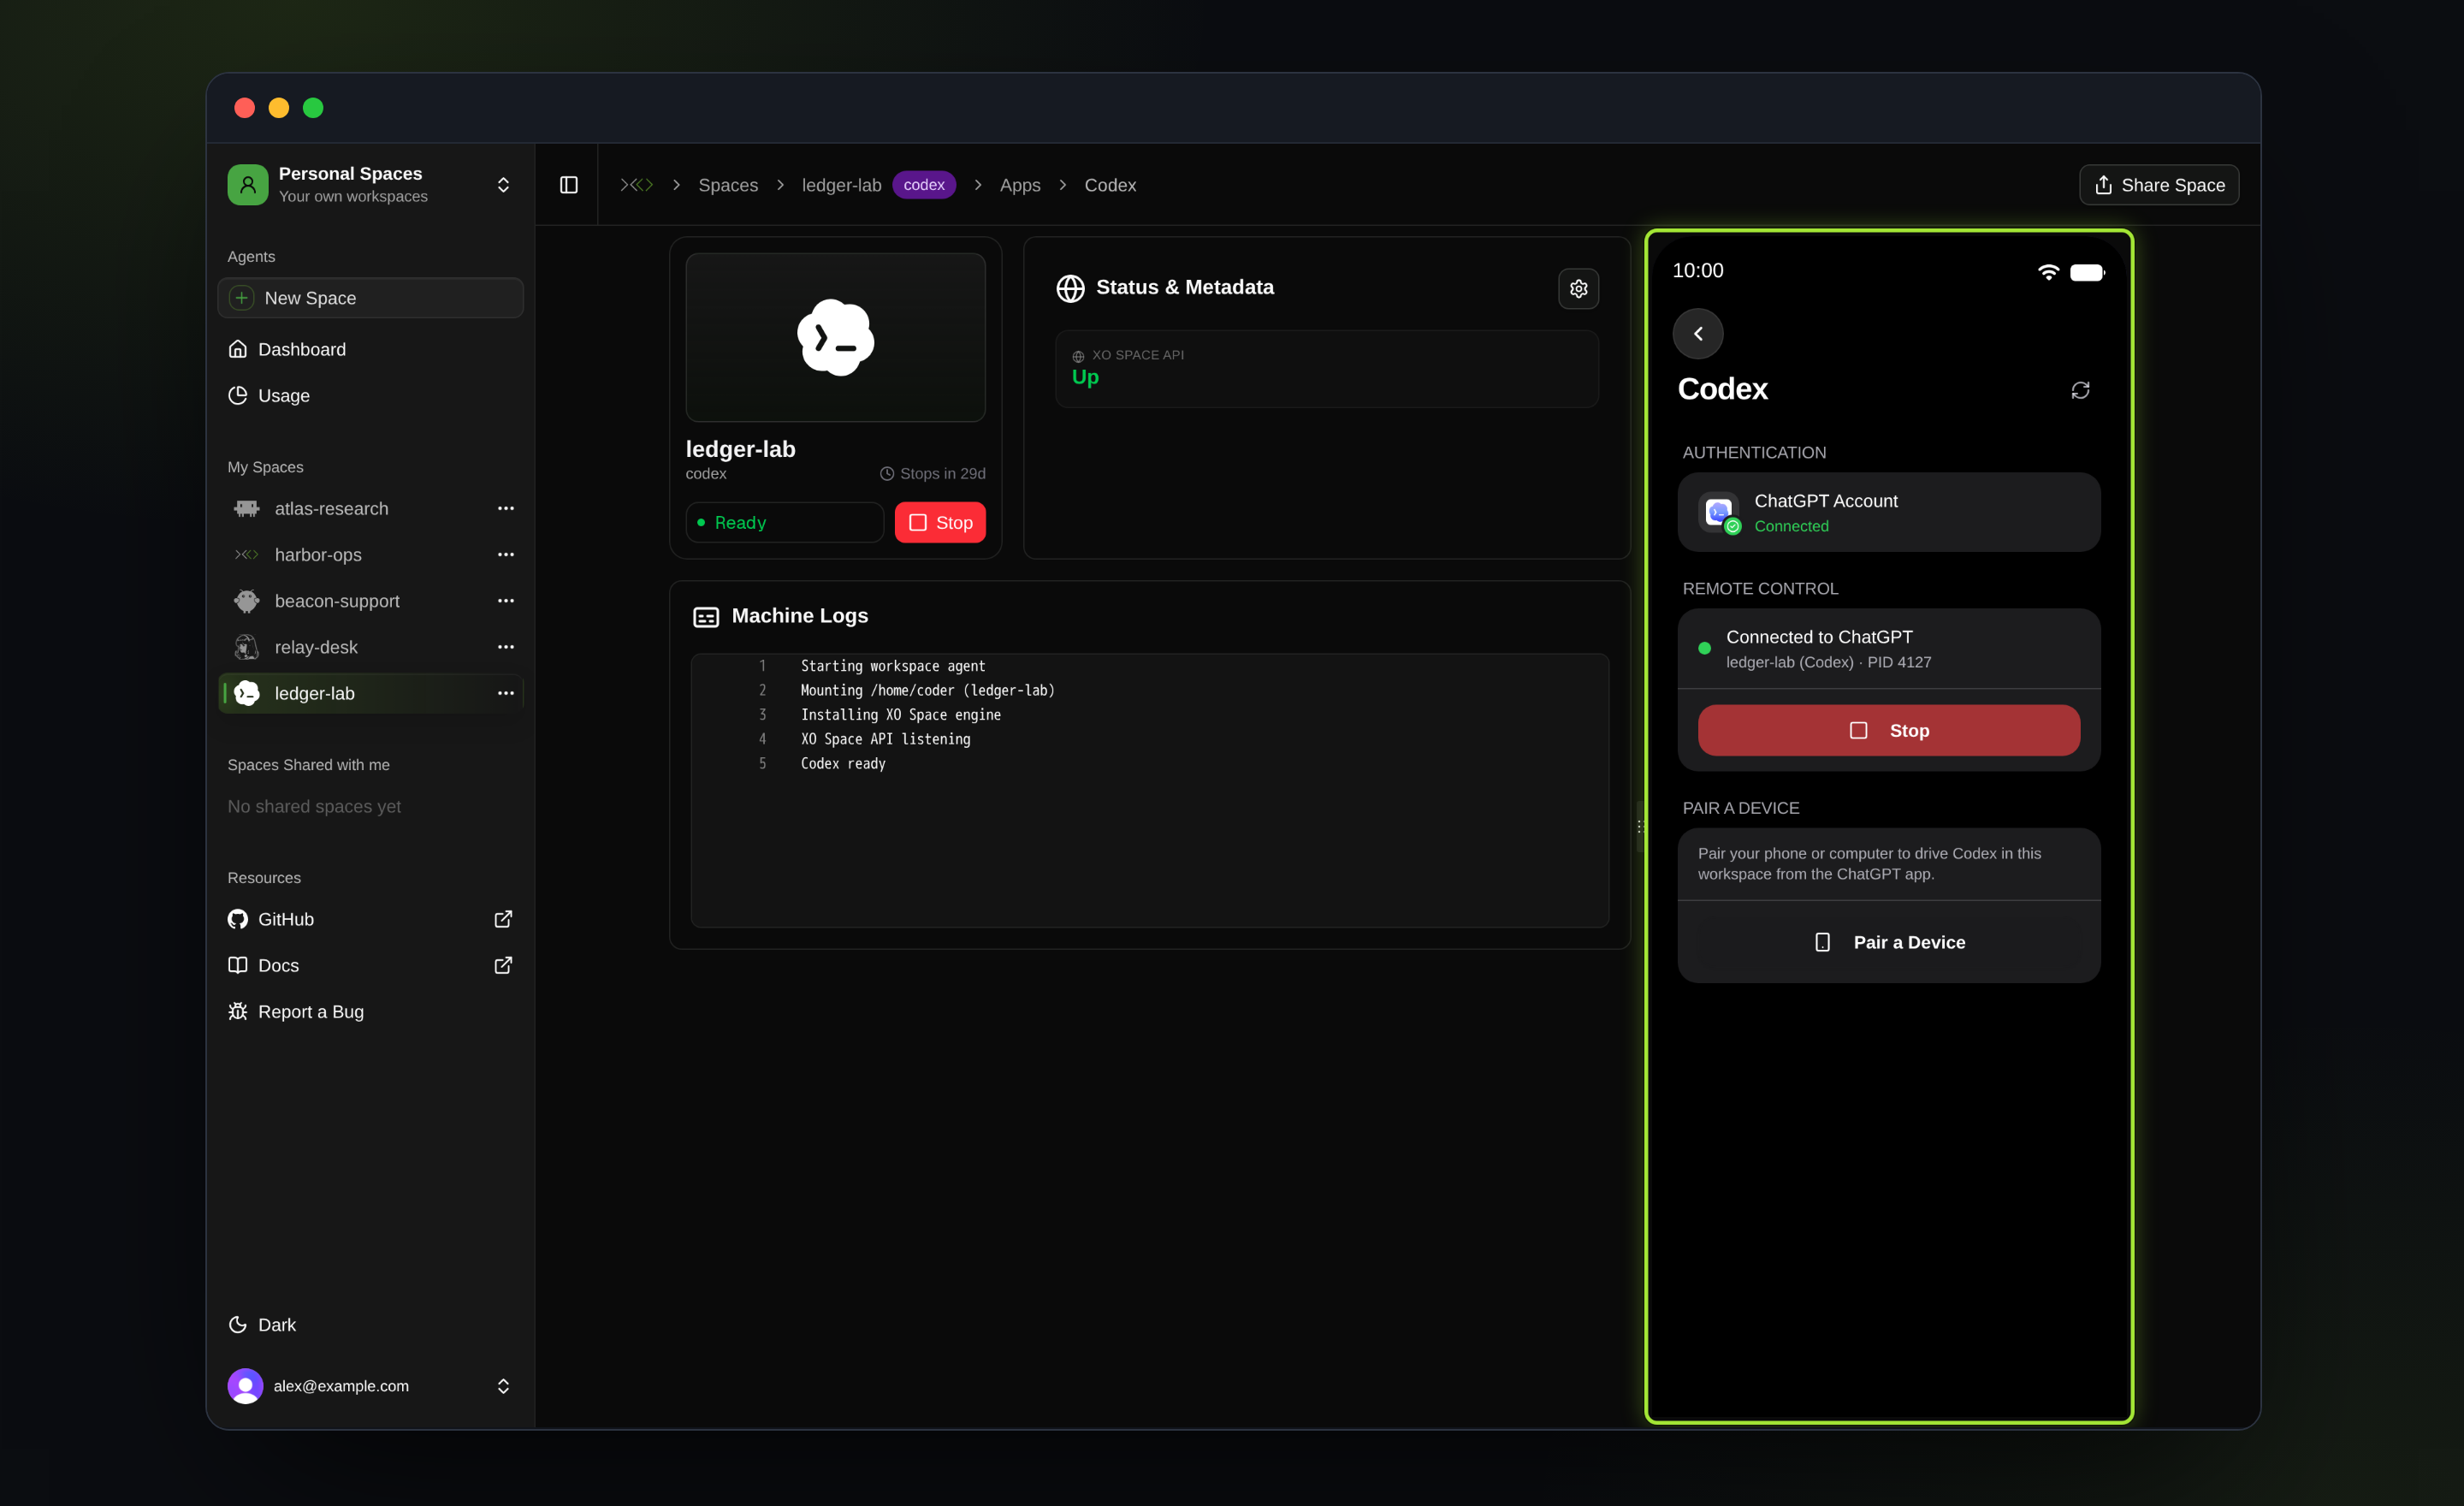 Personal Spaces
Your own workspaces
Agents
New Space
Dashboard
Usage
My Spaces
atlas-research
harbor-ops
beacon-support
relay-desk
ledger-lab
Spaces Shared with me
No shared spaces yet
Resources
GitHub
Docs
Report a Bug
Dark
alex@example.com
Spaces
ledger-lab
codex
Apps
Codex
Share Space
ledger-lab
codex
Stops in 29d
Ready
Stop
Status & Metadata
XO SPACE API
Up
Machine Logs
1 Starting workspace agent
2 Mounting /home/coder (ledger-lab)
3 Installing XO Space engine
4 XO Space API listening
5 Codex ready
10:00
Codex
AUTHENTICATION
ChatGPT Account
Connected
REMOTE CONTROL
Connected to ChatGPT
ledger-lab (Codex) · PID 4127
Stop
PAIR A DEVICE
Pair your phone or computer to drive Codex in this
workspace from the ChatGPT app.
Pair a Device